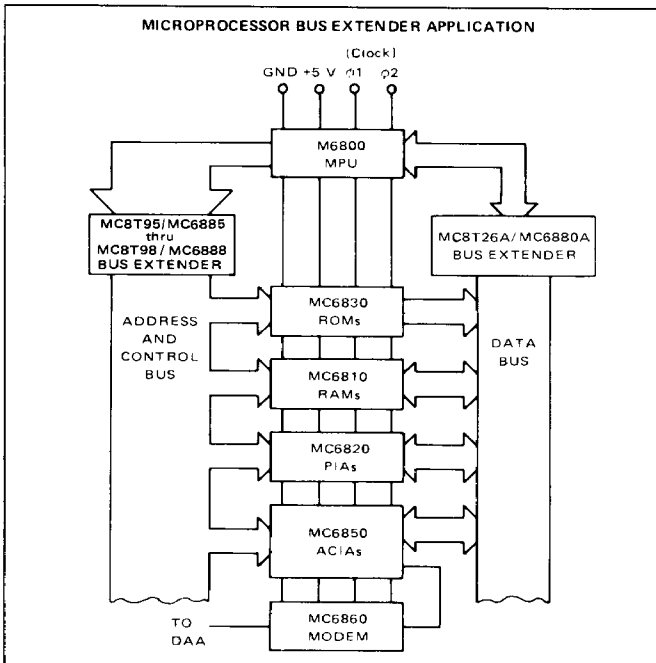 MICROPROCESSOR BUS EXTENDER APPLICATION
(Clock)
GND +5 V φ1 φ2
M6800
MPU
MC8T95/MC6885
thru
MC8T98/MC6888
BUS EXTENDER
MC8T26A/MC6880A
BUS EXTENDER
ADDRESS
AND
CONTROL
BUS
MC6830
ROMs
DATA
BUS
MC6810
RAMs
MC6820
PIAs
MC6850
ACIAs
TO
DAA
MC6860
MODEM